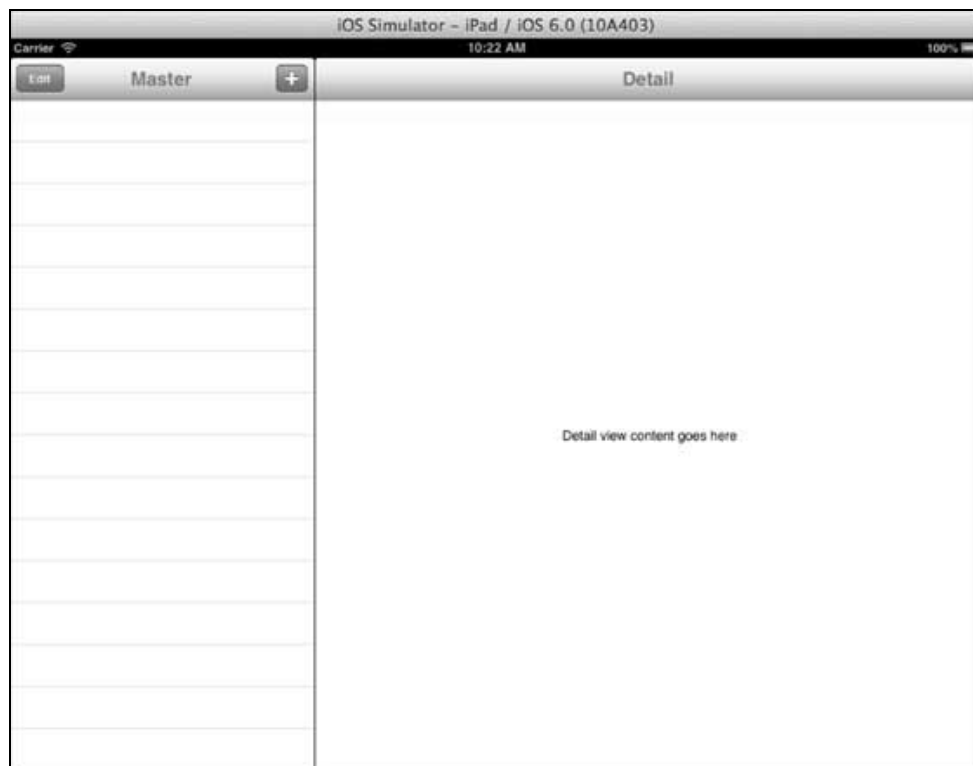 iOS Simulator – iPad / iOS 6.0 (10A403)
Carrier 10:22 AM 100%
Edit Master + Detail
Detail view content goes here